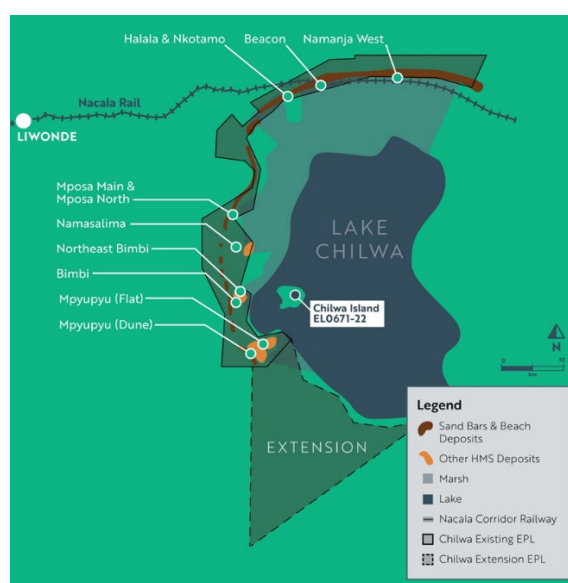 Halala & Nkotamo
Beacon
Namanja West
Nacala Rail
LIWONDE
Mposa Main &
Mposa North
Namasalima
Northeast Bimbi
Bimbi
Mpyupyu (Flat)
Mpyupyu (Dune)
LAKE
CHILWA
Chilwa Island
EL0671-22
N
0
km
EXTENSION
Legend
Sand Bars & Beach
Deposits
Other HMS Deposits
Marsh
Lake
Nacala Corridor Railway
Chilwa Existing EPL
Chilwa Extension EPL